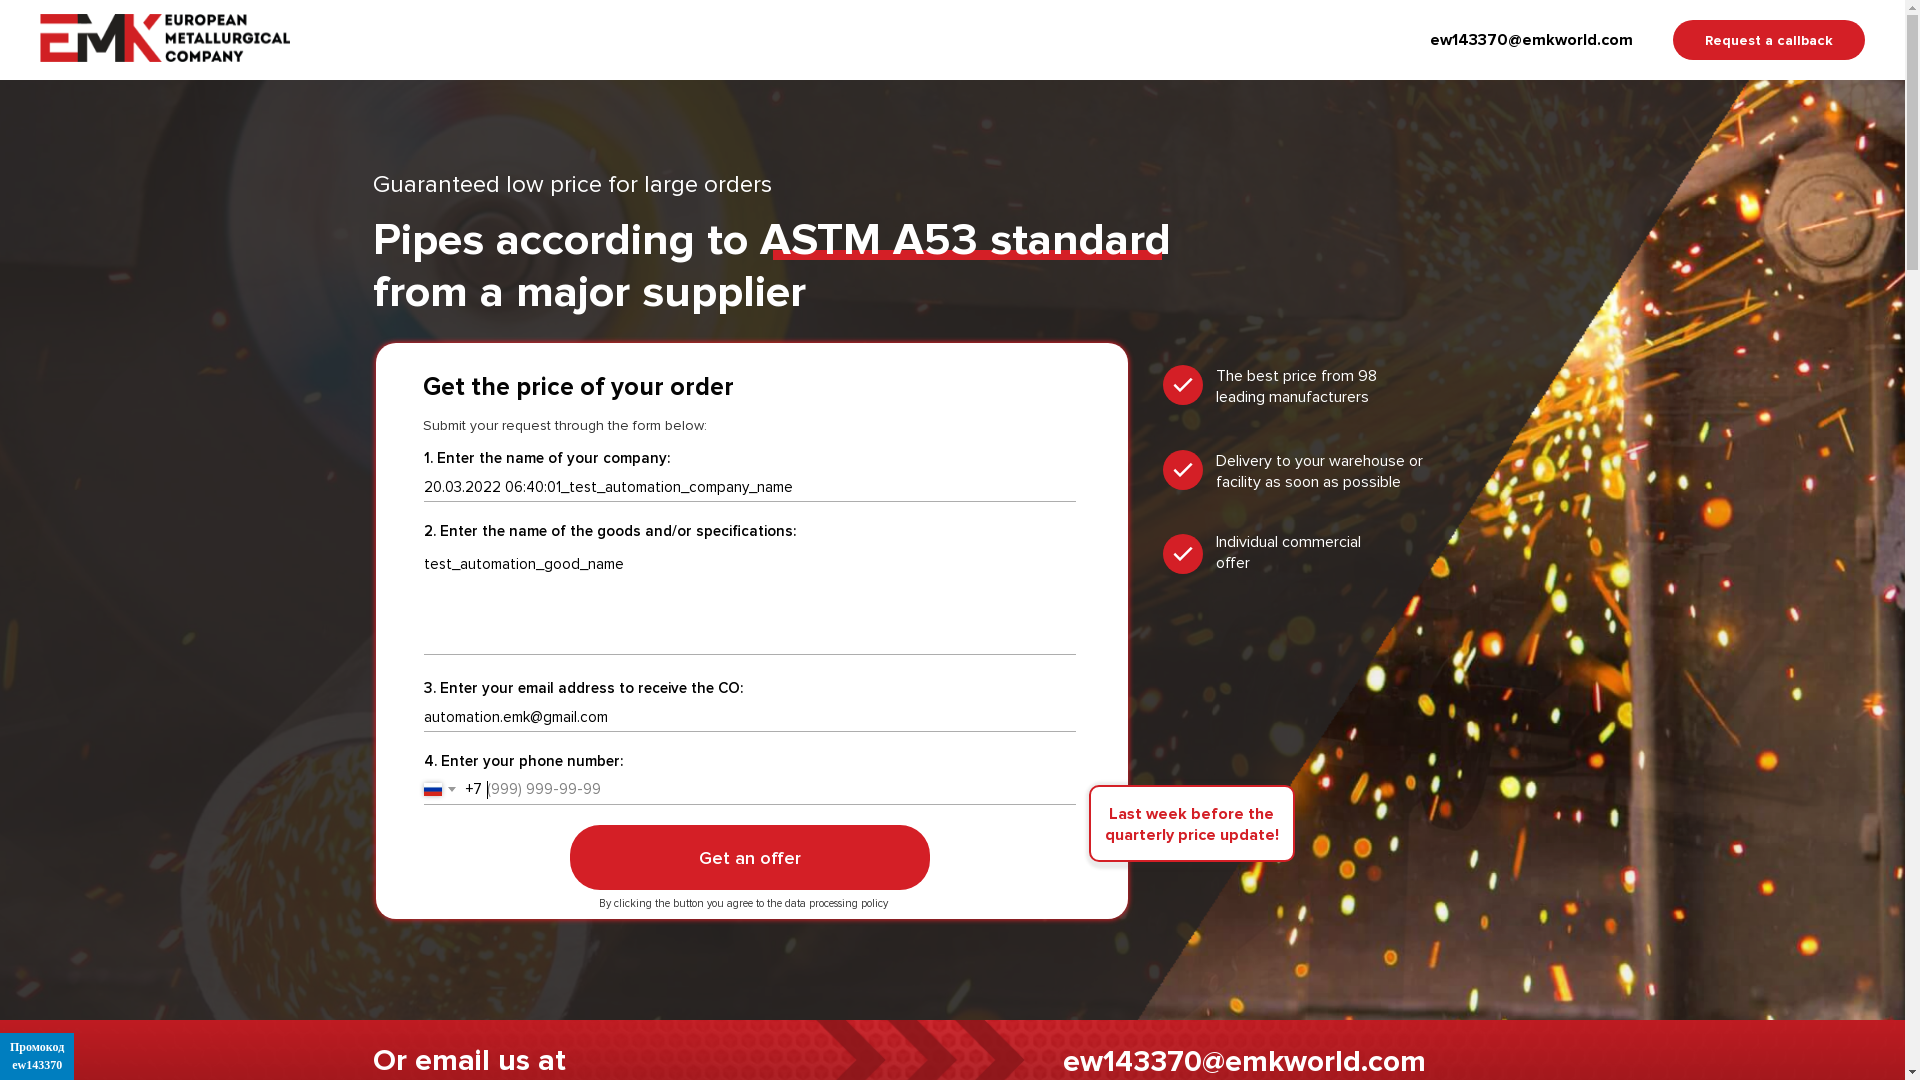 EUROPEAN
EMK METALLURGICAL
COMPANY
ew143370@emkworld.com
Request a callback
Guaranteed low price for large orders
Pipes according to ASTM A53 standard
from a major supplier
Get the price of your order
Submit your request through the form below:
1. Enter the name of your company:
20.03.2022 06:40:01_test_automation_company_name
2. Enter the name of the goods and/or specifications:
test_automation_good_name
3. Enter your email address to receive the CO:
automation.emk@gmail.com
4. Enter your phone number:
+7 (999) 999-99-99
Get an offer
By clicking the button you agree to the data processing policy
The best price from 98
leading manufacturers
Delivery to your warehouse or
facility as soon as possible
Individual commercial
offer
Last week before the
quarterly price update!
Or email us at
ew143370@emkworld.com
Промокод
ew143370